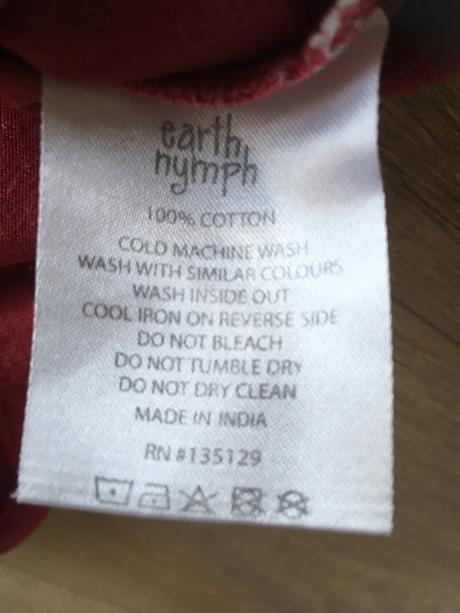 earth
nymph
100% COTTON
COLD MACHINE WASH
WASH WITH SIMILAR COLOURS
WASH INSIDE OUT
COOL IRON ON REVERSE SIDE
DO NOT BLEACH
DO NOT TUMBLE DRY
DO NOT DRY CLEAN
MADE IN INDIA
RN #135129